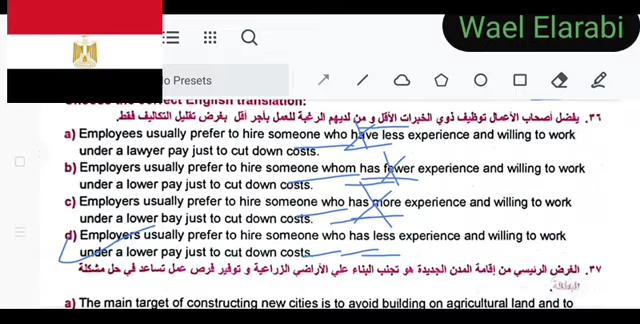 Wael Elarabi
o Presets
Choose the correct English translation:
٣٦. يفضل أصحاب الأعمال توظيف ذوي الخبرات الأقل و من لديهم الرغبة للعمل بأجر أقل بغرض تقليل التكاليف فقط.
a) Employees usually prefer to hire someone who have less experience and willing to work
under a lawyer pay just to cut down costs.
b) Employers usually prefer to hire someone whom has fewer experience and willing to work
under a lower pay just to cut down costs.
c) Employers usually prefer to hire someone who has more experience and willing to work
under a lower bay just to cut down costs.
d) Employers usually prefer to hire someone who has less experience and willing to work
under a lower pay just to cut down costs.
٣٧. الغرض الرئيسي من إقامة المدن الجديدة هو تجنب البناء علي الأراضي الزراعية و توفير فرص عمل تساعد في حل مشكلة
البطالة.
a) The main target of constructing new cities is to avoid building on agricultural land and to